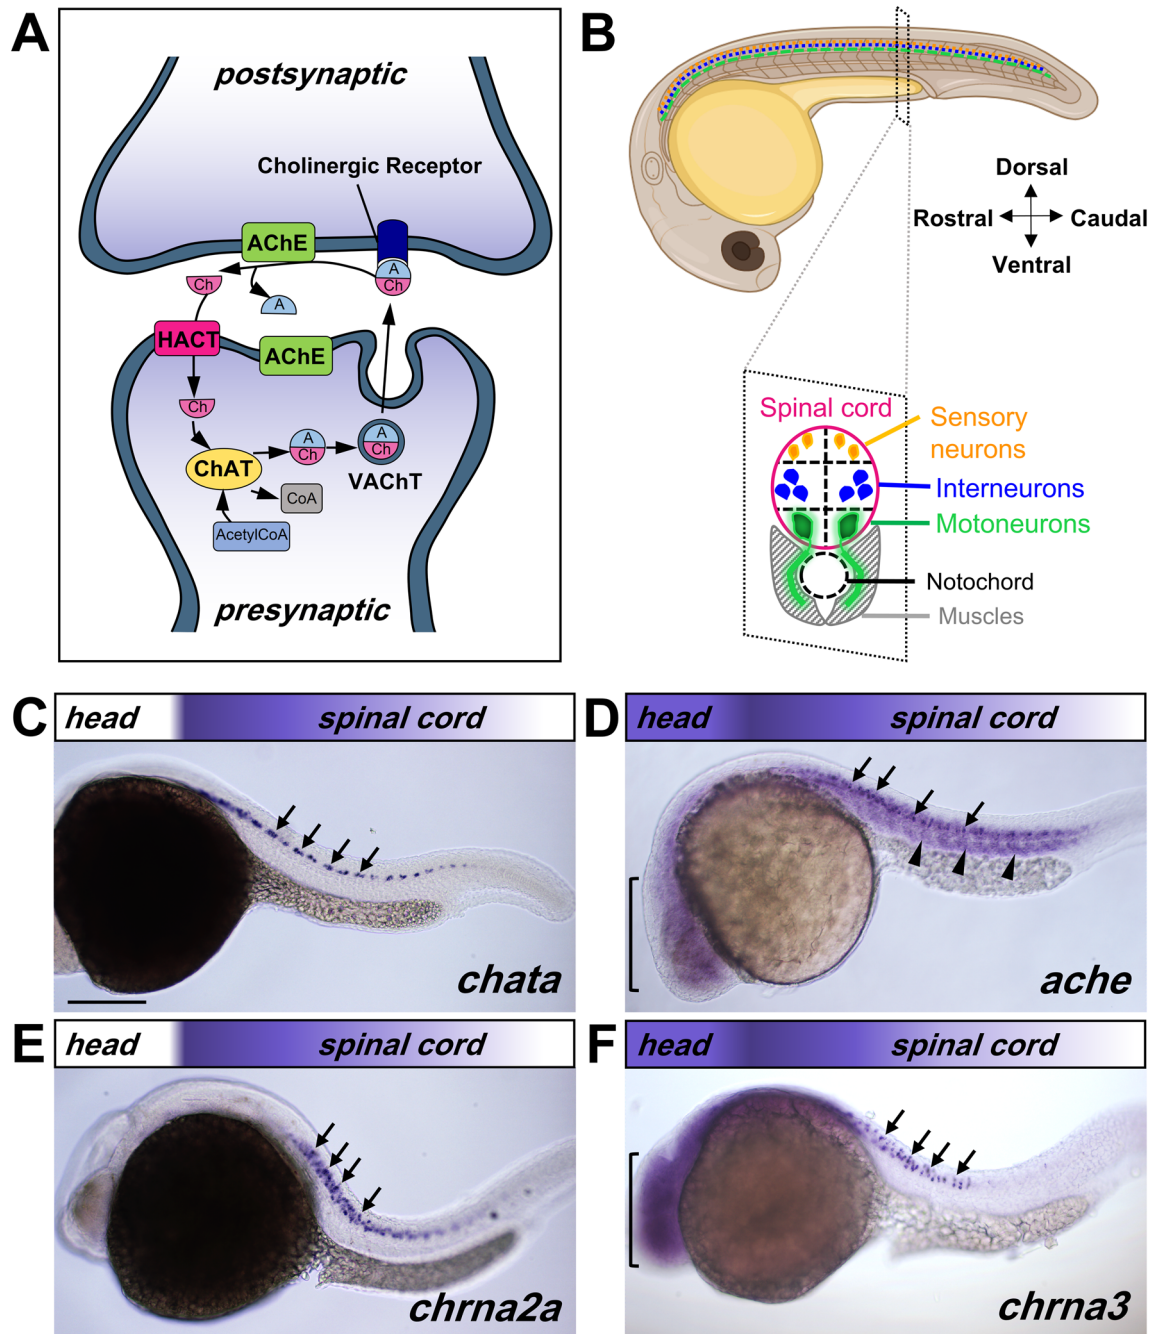 A
postsynaptic
Cholinergic Receptor
AChE
A
Ch
Ch
A
HACT
AChE
Ch
A
Ch
A
Ch
ChAT
VAChT
CoA
AcetylCoA
presynaptic
B
Dorsal
Rostral
Caudal
Ventral
Spinal cord
Sensory
neurons
Interneurons
Motoneurons
Notochord
Muscles
C
head
spinal cord
chata
D
head
spinal cord
ache
E
head
spinal cord
chrna2a
F
head
spinal cord
chrna3